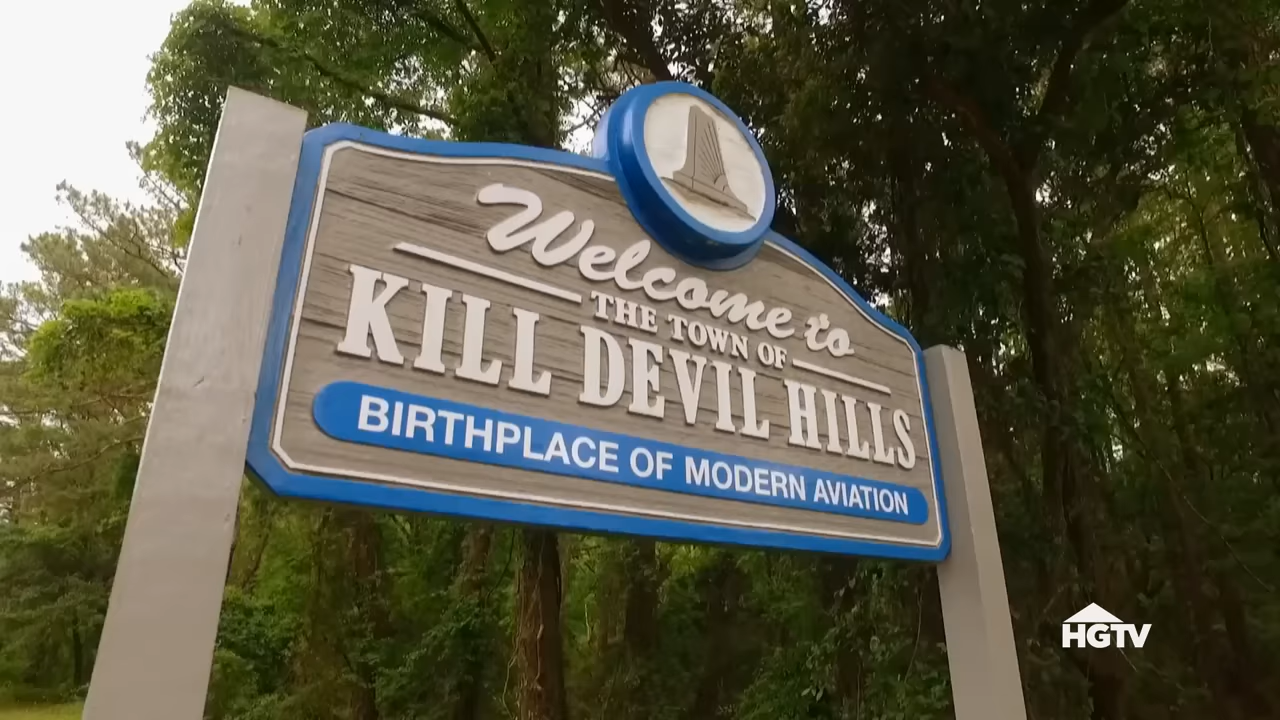 Welcome to
THE TOWN OF
KILL DEVIL HILLS
BIRTHPLACE OF MODERN AVIATION
HGTV